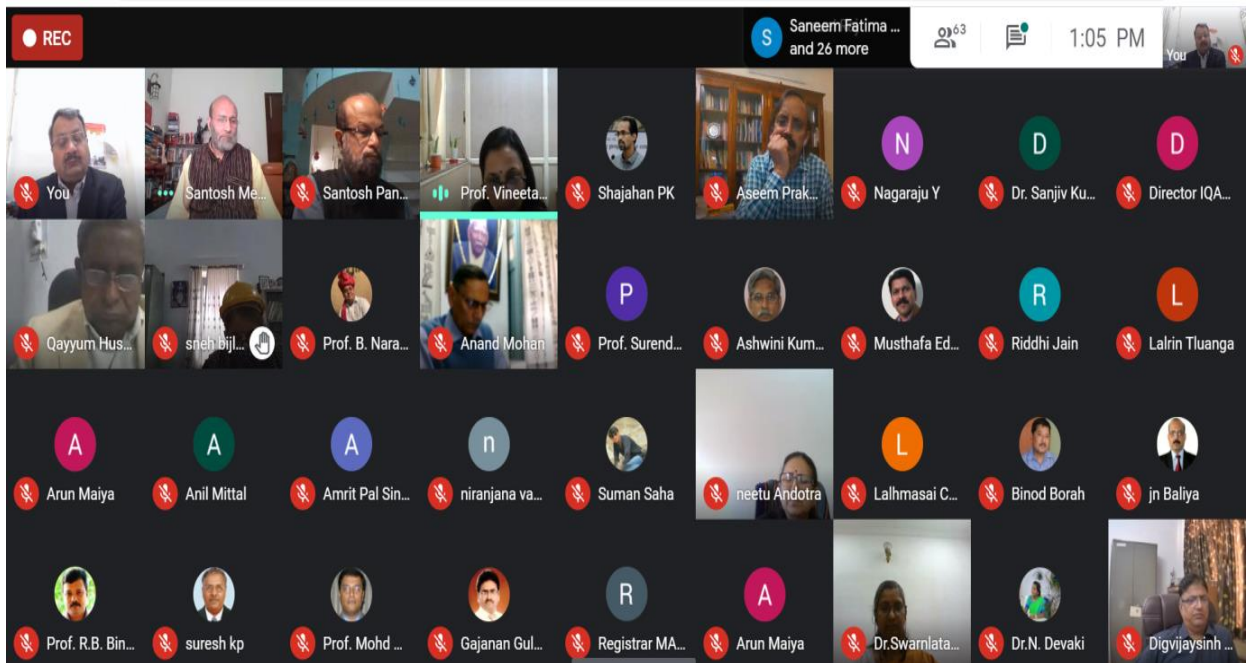 REC
S
Saneem Fatima ...
and 26 more
63
1:05 PM
You
You
Santosh Me...
Santosh Pan...
Prof. Vineeta...
Shajahan PK
Aseem Prak...
N
Nagaraju Y
D
Dr. Sanjiv Ku...
D
Director IQA...
Qayyum Hus...
sneh bijl...
Prof. B. Nara...
Anand Mohan
P
Prof. Surend...
Ashwini Kum...
Musthafa Ed...
R
Riddhi Jain
L
Lalrin Tluanga
A
Arun Maiya
A
Anil Mittal
A
Amrit Pal Sin...
n
niranjana va...
Suman Saha
neetu Andotra
L
Lalhmasai C...
Binod Borah
jn Baliya
Prof. R.B. Bin...
suresh kp
Prof. Mohd ...
Gajanan Gul...
R
Registrar MA...
A
Arun Maiya
Dr.Swarnlata...
Dr.N. Devaki
Digvijaysinh ...